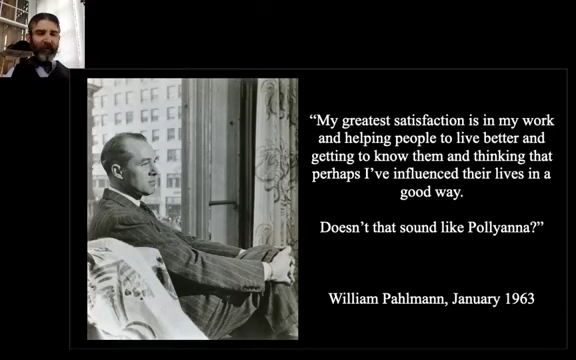 “My greatest satisfaction is in my work
and helping people to live better and
getting to know them and thinking that
perhaps I’ve influenced their lives in a
good way.
Doesn’t that sound like Pollyanna?”
William Pahlmann, January 1963